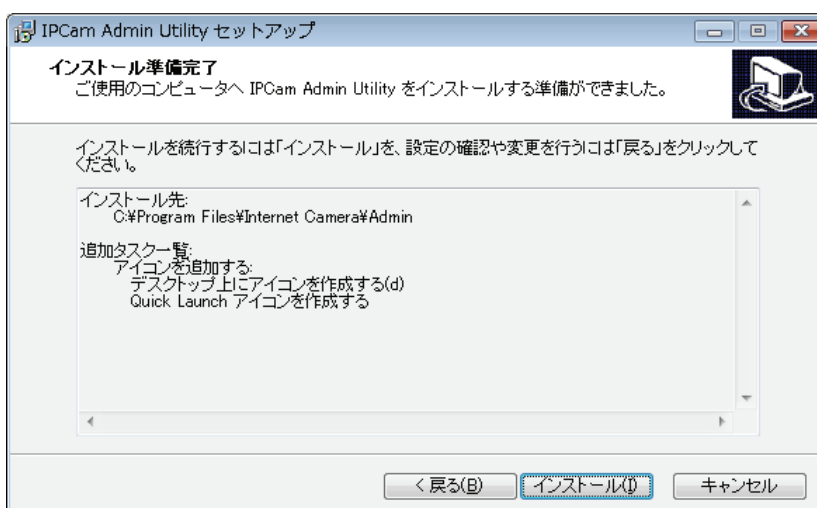 IPCam Admin Utility セットアップ
インストール準備完了
ご使用のコンピュータへ IPCam Admin Utility をインストールする準備ができました。
インストールを続行するには「インストール」を、設定の確認や変更を行うには「戻る」をクリックして
ください。
インストール先:
C:¥Program Files¥Internet Camera¥Admin
追加タスク一覧:
アイコンを追加する:
デスクトップ上にアイコンを作成する(d)
Quick Launch アイコンを作成する
< 戻る(B) インストール(I) キャンセル